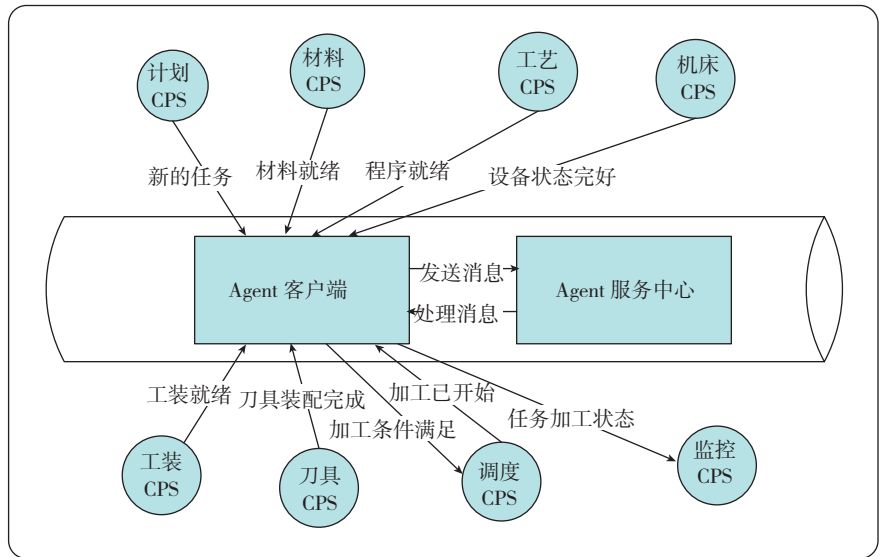 计划
CPS
材料
CPS
工艺
CPS
机床
CPS
新的任务
材料就绪
程序就绪
设备状态完好
Agent 客户端
发送消息
处理消息
Agent 服务中心
工装就绪
刀具装配完成
加工条件满足
加工已开始
任务加工状态
工装
CPS
刀具
CPS
调度
CPS
监控
CPS